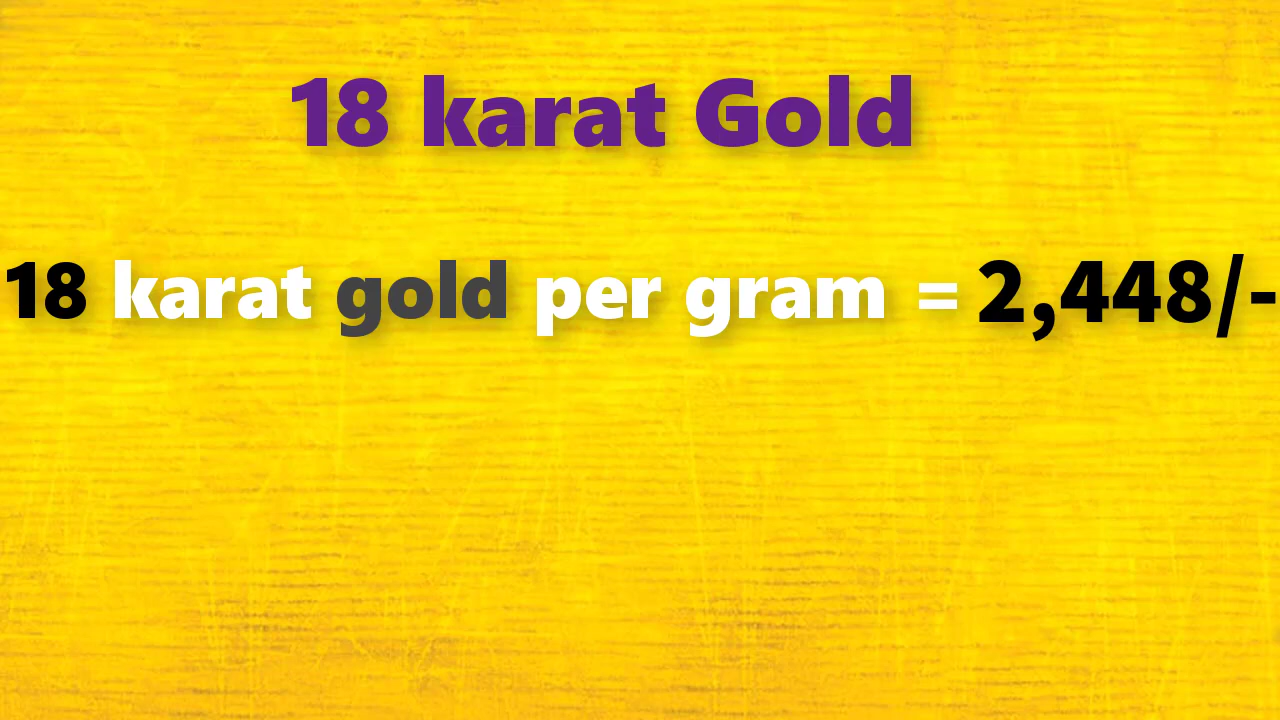 18 karat Gold
18 karat gold per gram = 2,448/-